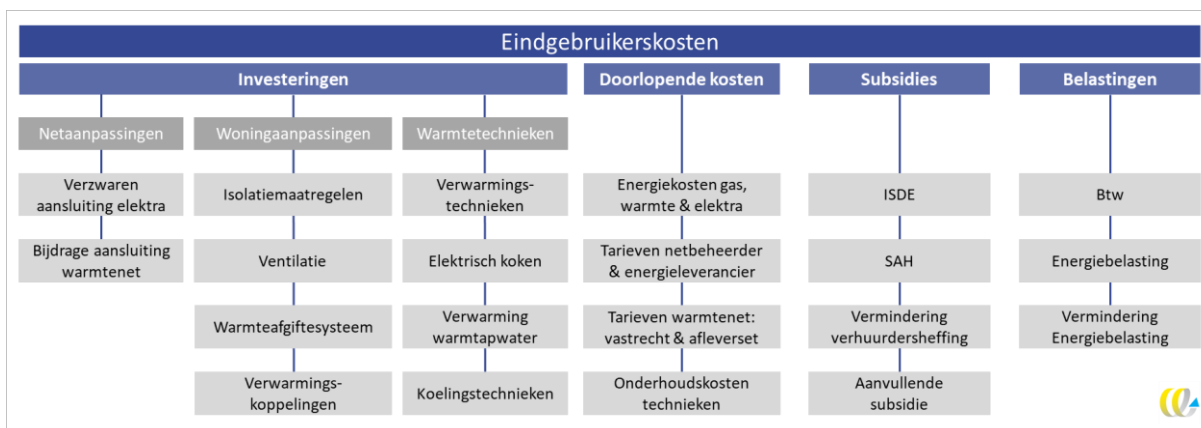 Eindgebruikerskosten
Investeringen
Doorlopende kosten
Subsidies
Belastingen
Netaanpassingen
Woningaanpassingen
Warmtetechnieken
Verzwaren
aansluiting elektra
Bijdrage aansluiting
warmtenet
Isolatiemaatregelen
Ventilatie
Warmteafgiftesysteem
Verwarmings-
koppelingen
Verwarmings-
technieken
Elektrisch koken
Verwarming
warmtapwater
Koelingstechnieken
Energiekosten gas,
warmte & elektra
Tarieven netbeheerder
& energieleverancier
Tarieven warmtenet:
vastrecht & afleverset
Onderhoudskosten
technieken
ISDE
SAH
Vermindering
verhuurdersheffing
Aanvullende
subsidie
Btw
Energiebelasting
Vermindering
Energiebelasting